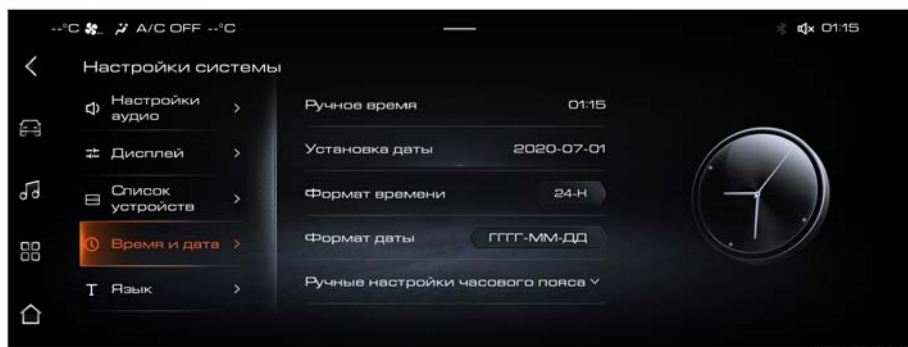 --°C A/C OFF --°C
01:15
Настройки системы
Настройки
аудио
Дисплей
Список
устройств
Время и дата
Язык
Ручное время 01:15
Установка даты 2020-07-01
Формат времени 24-H
Формат даты ГГГГ-ММ-ДД
Ручные настройки часового пояса